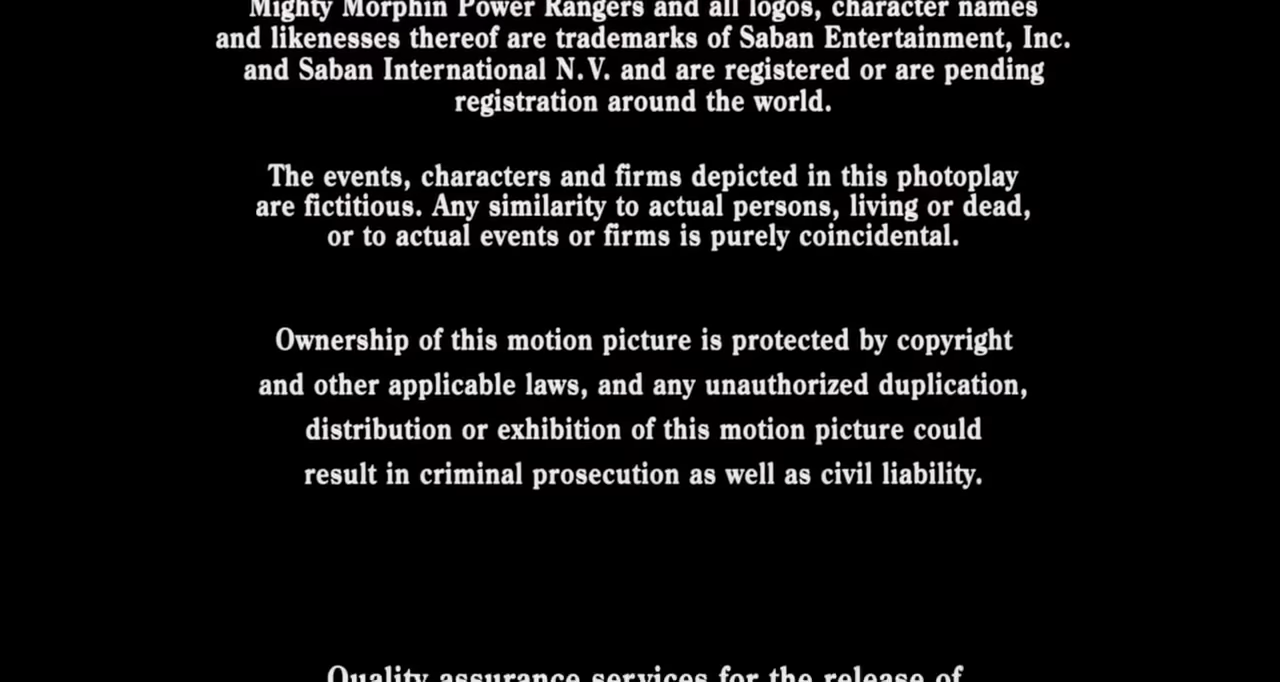 Mighty Morphin Power Rangers and all logos, character names
and likenesses thereof are trademarks of Saban Entertainment, Inc.
and Saban International N.V. and are registered or are pending
registration around the world.
The events, characters and firms depicted in this photoplay
are fictitious. Any similarity to actual persons, living or dead,
or to actual events or firms is purely coincidental.
Ownership of this motion picture is protected by copyright
and other applicable laws, and any unauthorized duplication,
distribution or exhibition of this motion picture could
result in criminal prosecution as well as civil liability.
Quality assurance services for the release of